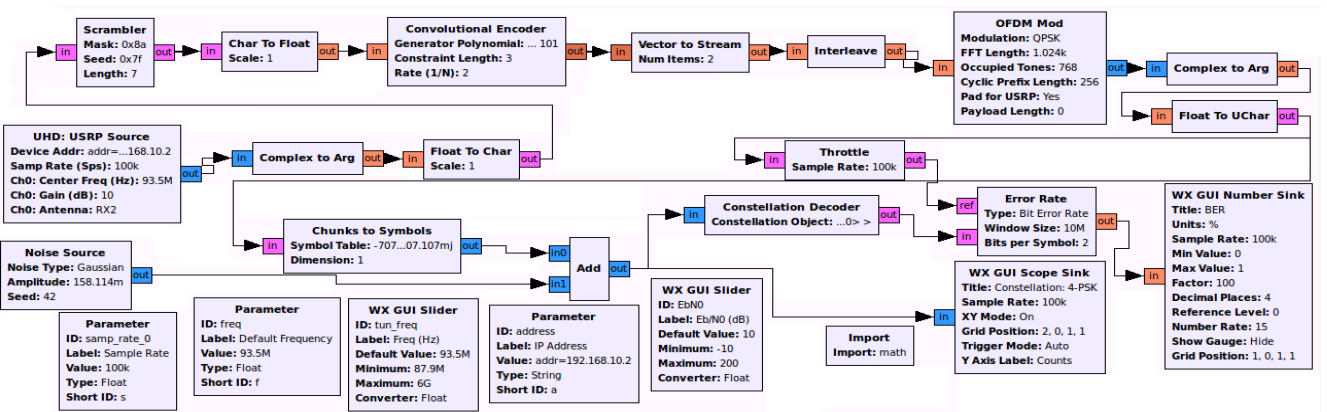 Scrambler
in
Mask: 0x8a
out
Seed: 0x7f
Length: 7
Char To Float
in
Scale: 1
out
Convolutional Encoder
Generator Polynomial: ... 101
in
Constraint Length: 3
out
Rate (1/N): 2
Vector to Stream
in
Num Items: 2
out
in
Interleave
out
OFDM Mod
Modulation: QPSK
FFT Length: 1.024k
in
Occupied Tones: 768
out
Cyclic Prefix Length: 256
Pad for USRP: Yes
Payload Length: 0
in
Complex to Arg
out
in
Float To UChar
out
UHD: USRP Source
Device Addr: addr=...168.10.2
Samp Rate (Sps): 100k
Ch0: Center Freq (Hz): 93.5M
out
Ch0: Gain (dB): 10
Ch0: Antenna: RX2
in
Complex to Arg
out
Float To Char
in
Scale: 1
out
Throttle
in
Sample Rate: 100k
out
Constellation Decoder
in
Constellation Object: ...0> >
out
Error Rate
ref
Type: Bit Error Rate
Window Size: 10M
out
in
Bits per Symbol: 2
WX GUI Number Sink
Title: BER
Units: %
Sample Rate: 100k
Min Value: 0
Max Value: 1
in
Factor: 100
Decimal Places: 4
Reference Level: 0
Number Rate: 15
Show Gauge: Hide
Grid Position: 1, 0, 1, 1
Chunks to Symbols
in
Symbol Table: -707...07.107mj
out
Dimension: 1
Noise Source
Noise Type: Gaussian
Amplitude: 158.114m
out
Seed: 42
in0
Add
out
in1
WX GUI Scope Sink
Title: Constellation: 4-PSK
Sample Rate: 100k
XY Mode: On
in
Grid Position: 2, 0, 1, 1
Trigger Mode: Auto
Y Axis Label: Counts
Parameter
ID: samp_rate_0
Label: Sample Rate
Value: 100k
Type: Float
Short ID: s
Parameter
ID: freq
Label: Default Frequency
Value: 93.5M
Type: Float
Short ID: f
WX GUI Slider
ID: tun_freq
Label: Freq (Hz)
Default Value: 93.5M
Minimum: 87.9M
Maximum: 6G
Converter: Float
Parameter
ID: address
Label: IP Address
Value: addr=192.168.10.2
Type: String
Short ID: a
WX GUI Slider
ID: EbN0
Label: Eb/N0 (dB)
Default Value: 10
Minimum: -10
Maximum: 200
Converter: Float
Import
Import: math